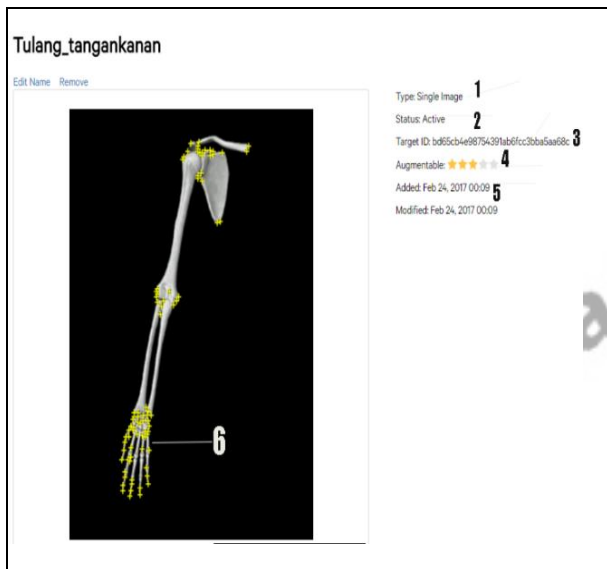 Tulang_tangankanan
Edit Name Remove
Type: Single Image 1
Status: Active 2
Target ID: bd65cb4e98754391ab6fcc3bba5aa68c 3
Augmentable: 4
Added: Feb 24, 2017 00:09 5
Modified: Feb 24, 2017 00:09
6